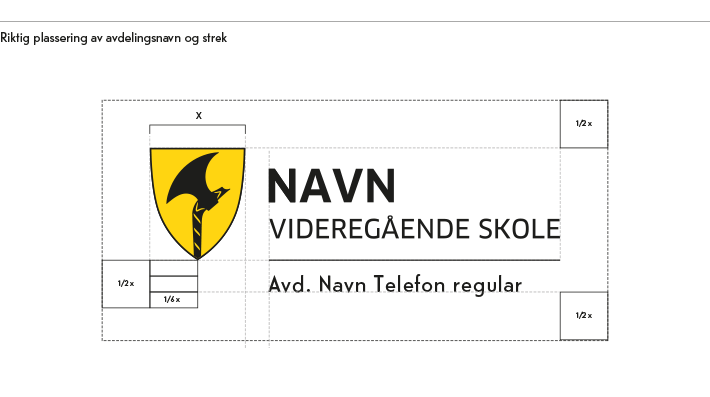 Riktig plassering av avdelingsnavn og strek
X
1/2 x
NAVN
VIDEREGÅENDE SKOLE
1/2 x
1/6 x
Avd. Navn Telefon regular
1/2 x